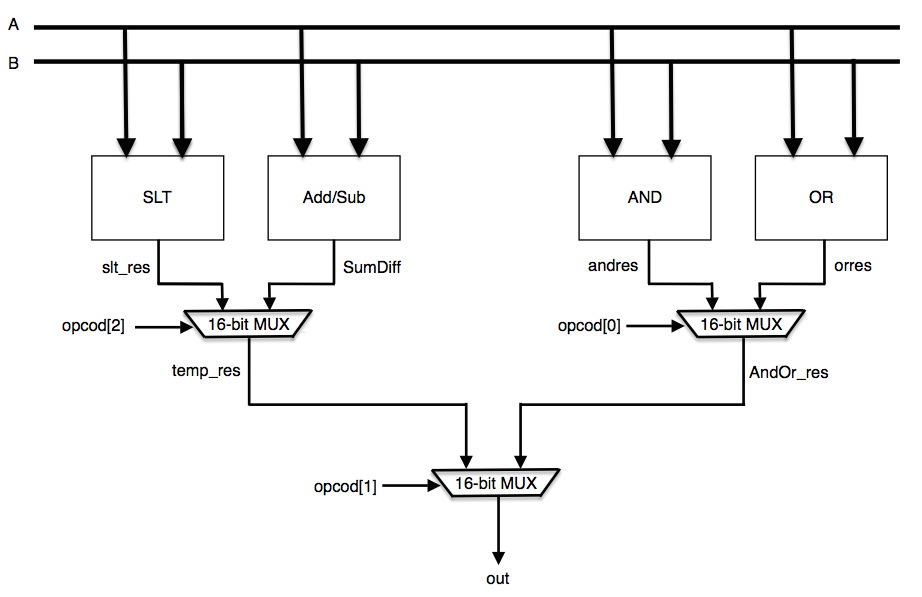 A
B
SLT
Add/Sub
AND
OR
slt_res
SumDiff
andres
orres
opcod[2]
16-bit MUX
opcod[0]
16-bit MUX
temp_res
AndOr_res
opcod[1]
16-bit MUX
out